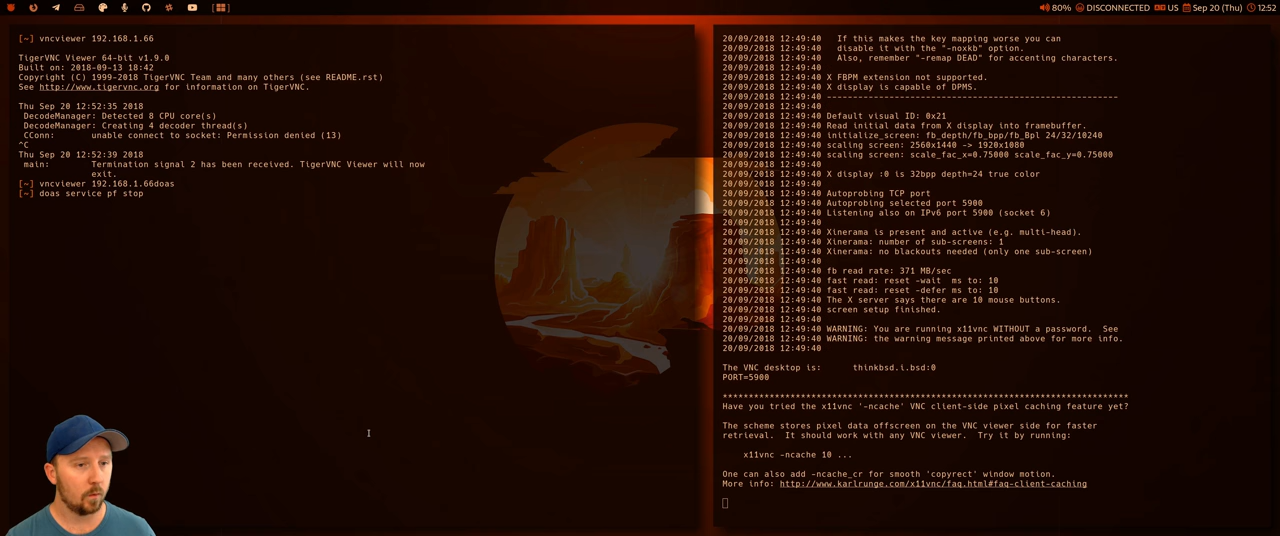 80% DISCONNECTED US Sep 20 (Thu) 12:52
[~] vncviewer 192.168.1.66
TigerVNC Viewer 64-bit v1.9.0
Built on: 2018-09-13 18:42
Copyright (C) 1999-2018 TigerVNC Team and many others (see README.rst)
See http://www.tigervnc.org for information on TigerVNC.
Thu Sep 20 12:52:35 2018
DecodeManager: Detected 8 CPU core(s)
DecodeManager: Creating 4 decoder thread(s)
CConn: unable connect to socket: Permission denied (13)
^C
Thu Sep 20 12:52:39 2018
main: Termination signal 2 has been received. TigerVNC Viewer will now
exit.
[~] vncviewer 192.168.1.66doas
[~] doas service pf stop
20/09/2018 12:49:40 If this makes the key mapping worse you can
20/09/2018 12:49:40 disable it with the "-noxkb" option.
20/09/2018 12:49:40 Also, remember "-remap DEAD" for accenting characters.
20/09/2018 12:49:40
20/09/2018 12:49:40 X FBPM extension not supported.
20/09/2018 12:49:40 X display is capable of DPMS.
20/09/2018 12:49:40 --------------------------------------------------------
20/09/2018 12:49:40
20/09/2018 12:49:40 Default visual ID: 0x21
20/09/2018 12:49:40 Read initial data from X display into framebuffer.
20/09/2018 12:49:40 initialize_screen: fb_depth/fb_bpp/fb_Bpl 24/32/10240
20/09/2018 12:49:40 scaling screen: 2560x1440 -> 1920x1080
20/09/2018 12:49:40 scaling screen: scale_fac_x=0.75000 scale_fac_y=0.75000
20/09/2018 12:49:40
20/09/2018 12:49:40 X display :0 is 32bpp depth=24 true color
20/09/2018 12:49:40
20/09/2018 12:49:40 Autoprobing TCP port
20/09/2018 12:49:40 Autoprobing selected port 5900
20/09/2018 12:49:40 Listening also on IPv6 port 5900 (socket 6)
20/09/2018 12:49:40
20/09/2018 12:49:40 Xinerama is present and active (e.g. multi-head).
20/09/2018 12:49:40 Xinerama: number of sub-screens: 1
20/09/2018 12:49:40 Xinerama: no blackouts needed (only one sub-screen)
20/09/2018 12:49:40
20/09/2018 12:49:40 fb read rate: 371 MB/sec
20/09/2018 12:49:40 fast read: reset -wait ms to: 10
20/09/2018 12:49:40 fast read: reset -defer ms to: 10
20/09/2018 12:49:40 The X server says there are 10 mouse buttons.
20/09/2018 12:49:40 screen setup finished.
20/09/2018 12:49:40
20/09/2018 12:49:40 WARNING: You are running x11vnc WITHOUT a password. See
20/09/2018 12:49:40 WARNING: the warning message printed above for more info.
20/09/2018 12:49:40
The VNC desktop is: thinkbsd.i.bsd:0
PORT=5900
******************************************************************************
Have you tried the x11vnc '-ncache' VNC client-side pixel caching feature yet?
The scheme stores pixel data offscreen on the VNC viewer side for faster
retrieval. It should work with any VNC viewer. Try it by running:
x11vnc -ncache 10 ...
One can also add -ncache_cr for smooth 'copyrect' window motion.
More info: http://www.karlrunge.com/x11vnc/faq.html#faq-client-caching